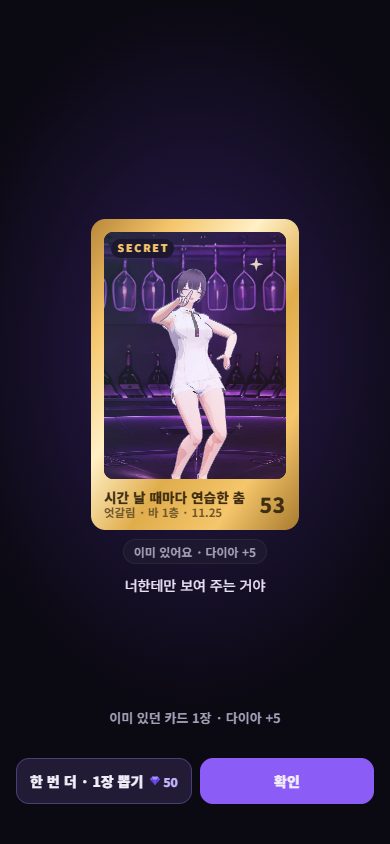 SECRET
시간 날 때마다 연습한 춤
엇갈림 · 바 1층 · 11.25
53
이미 있어요 · 다이아 +5
너한테만 보여 주는 거야
이미 있던 카드 1장 · 다이아 +5
한 번 더 · 1장 뽑기 50
확인